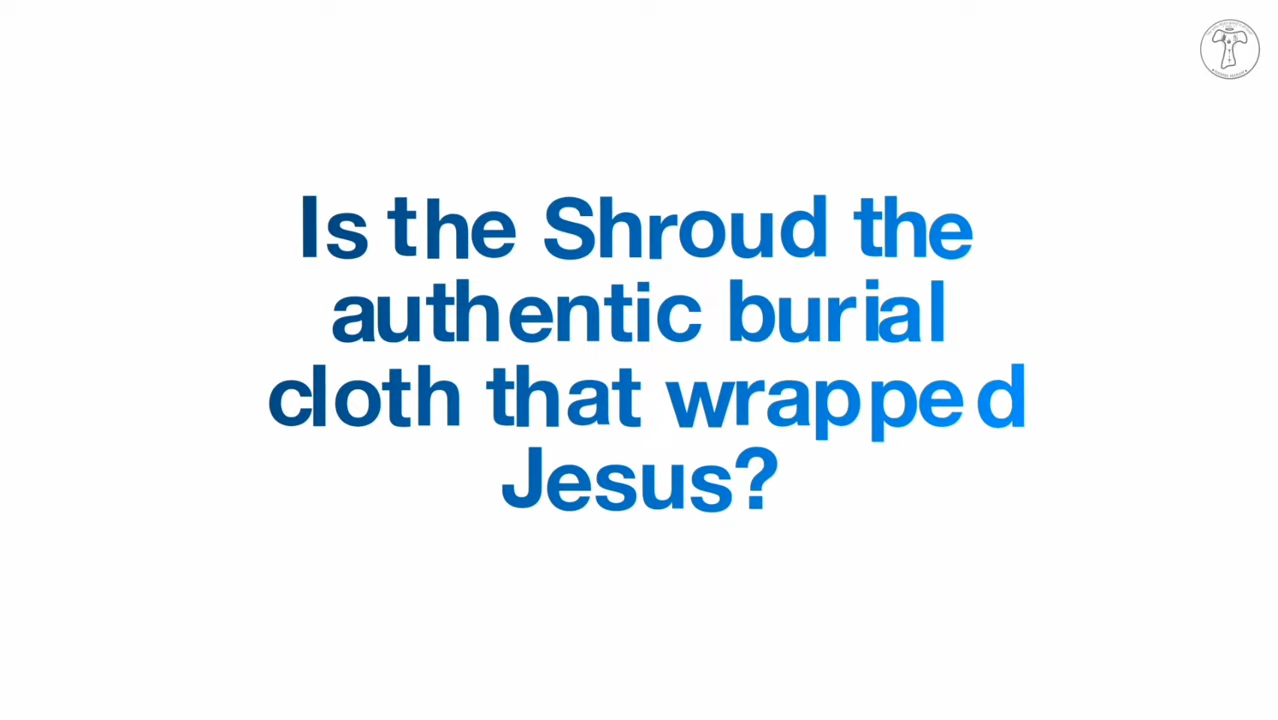 Is the Shroud the
authentic burial
cloth that wrapped
Jesus?